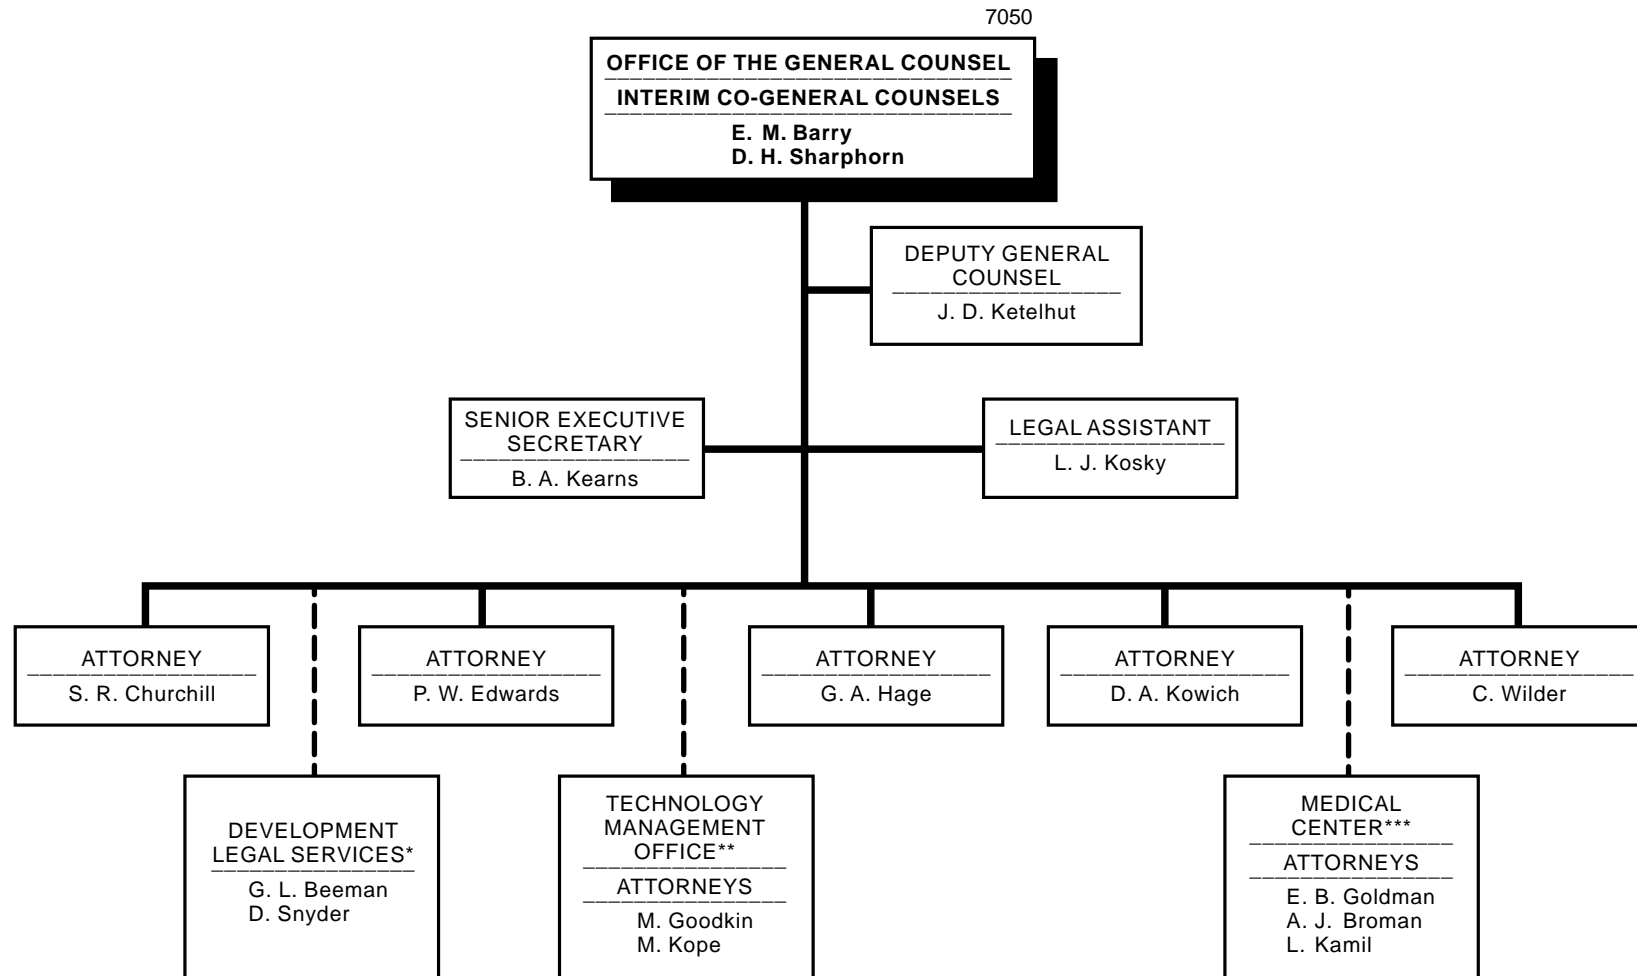 7050
OFFICE OF THE GENERAL COUNSEL
INTERIM CO-GENERAL COUNSELS
E. M. Barry
D. H. Sharphorn
DEPUTY GENERAL
COUNSEL
J. D. Ketelhut
SENIOR EXECUTIVE
SECRETARY
B. A. Kearns
LEGAL ASSISTANT
L. J. Kosky
ATTORNEY
S. R. Churchill
ATTORNEY
P. W. Edwards
ATTORNEY
G. A. Hage
ATTORNEY
D. A. Kowich
ATTORNEY
C. Wilder
DEVELOPMENT
LEGAL SERVICES*
G. L. Beeman
D. Snyder
TECHNOLOGY
MANAGEMENT
OFFICE**
ATTORNEYS
M. Goodkin
M. Kope
MEDICAL
CENTER***
ATTORNEYS
E. B. Goldman
A. J. Broman
L. Kamil